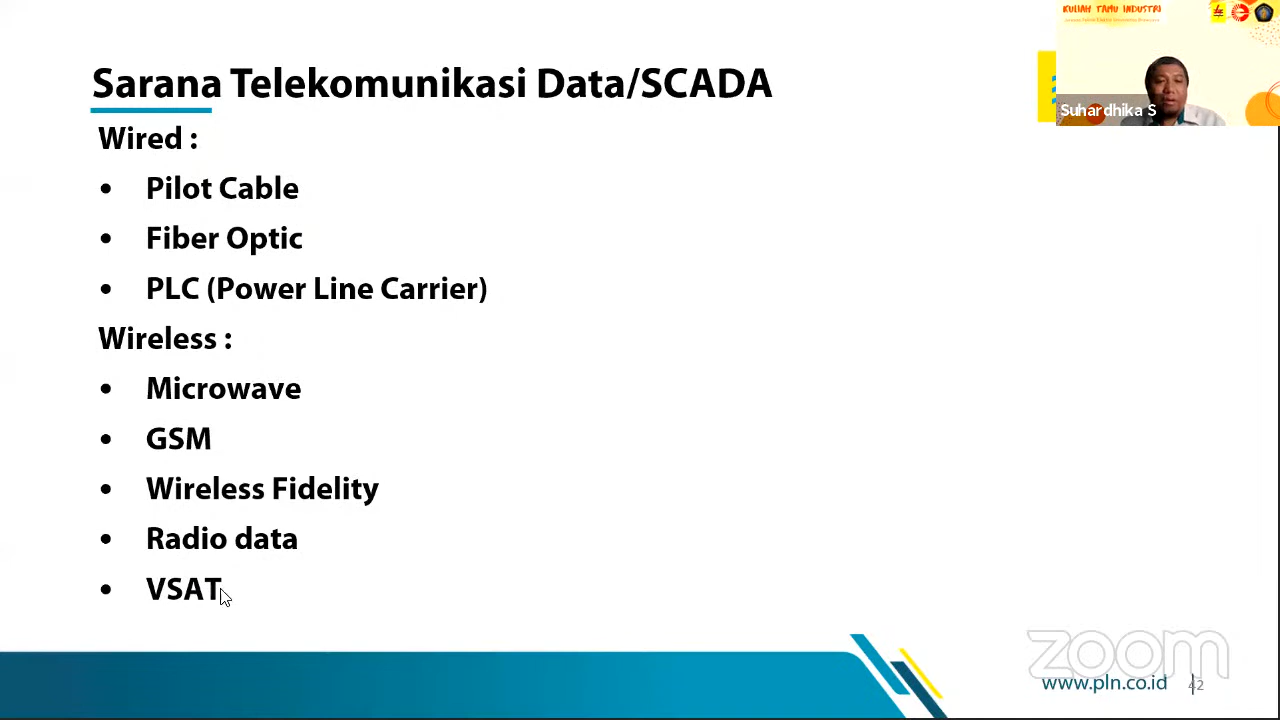 KULIAH TAMU INDUSTRI
Sarana Telekomunikasi Data/SCADA
Suhardhika S
Wired :
• Pilot Cable
• Fiber Optic
• PLC (Power Line Carrier)
Wireless :
• Microwave
• GSM
• Wireless Fidelity
• Radio data
• VSAT
zoom
www.pln.co.id
42